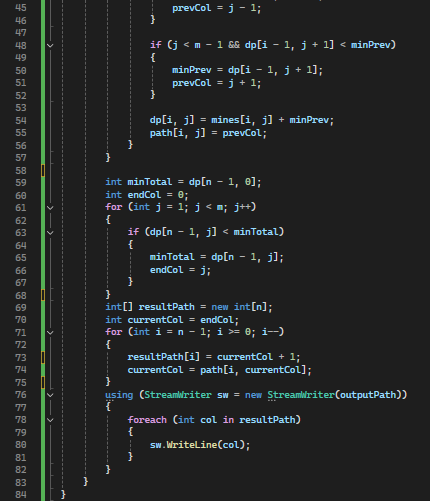 45 prevCol = j - 1;
46 }
47
48 if (j < m - 1 && dp[i - 1, j + 1] < minPrev)
49 {
50 minPrev = dp[i - 1, j + 1];
51 prevCol = j + 1;
52 }
53
54 dp[i, j] = mines[i, j] + minPrev;
55 path[i, j] = prevCol;
56 }
57 }
58
59 int minTotal = dp[n - 1, 0];
60 int endCol = 0;
61 for (int j = 1; j < m; j++)
62 {
63 if (dp[n - 1, j] < minTotal)
64 {
65 minTotal = dp[n - 1, j];
66 endCol = j;
67 }
68 }
69 int[] resultPath = new int[n];
70 int currentCol = endCol;
71 for (int i = n - 1; i >= 0; i--)
72 {
73 resultPath[i] = currentCol + 1;
74 currentCol = path[i, currentCol];
75 }
76 using (StreamWriter sw = new StreamWriter(outputPath))
77 {
78 foreach (int col in resultPath)
79 {
80 sw.WriteLine(col);
81 }
82 }
83 }
84 }